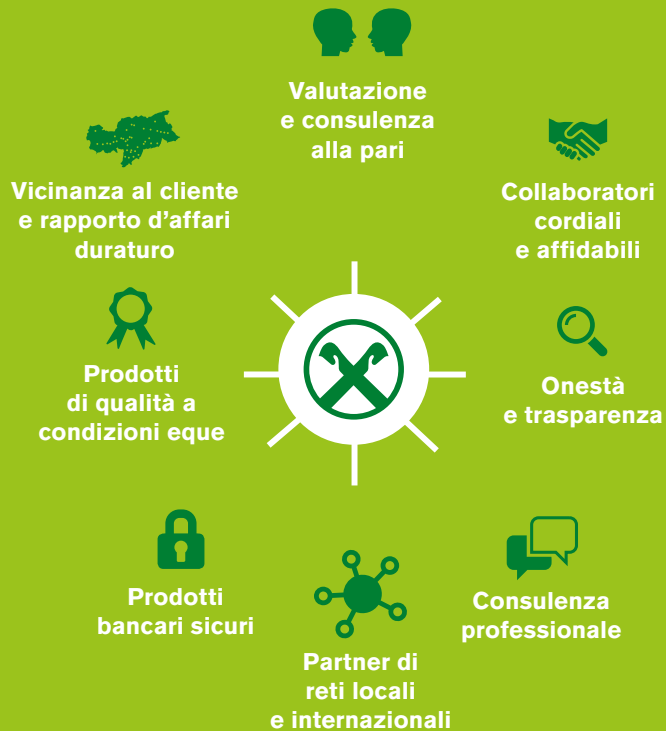 Valutazione
e consulenza
alla pari
Vicinanza al cliente
e rapporto d’affari
duraturo
Collaboratori
cordiali
e affidabili
Prodotti
di qualità a
condizioni eque
Onestà
e trasparenza
Prodotti
bancari sicuri
Consulenza
professionale
Partner di
reti locali
e internazionali